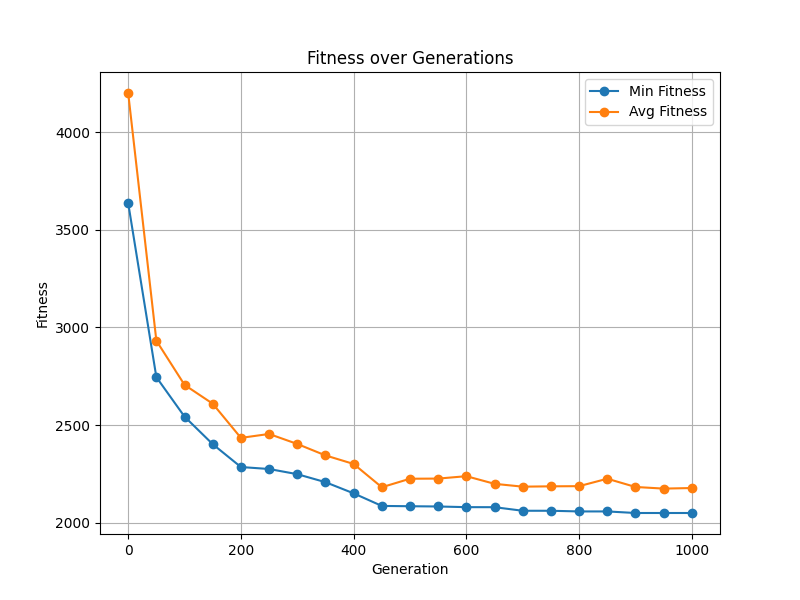 Fitness over Generations
Min Fitness
Avg Fitness
Fitness
4000
3500
3000
2500
2000
0 200 400 600 800 1000
Generation